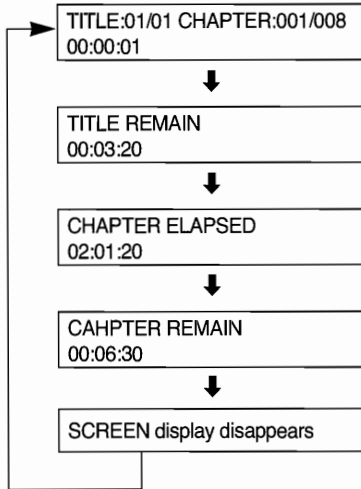 TITLE:01/01 CHAPTER:001/008
00:00:01
TITLE REMAIN
00:03:20
CHAPTER ELAPSED
02:01:20
CAHPTER REMAIN
00:06:30
SCREEN display disappears